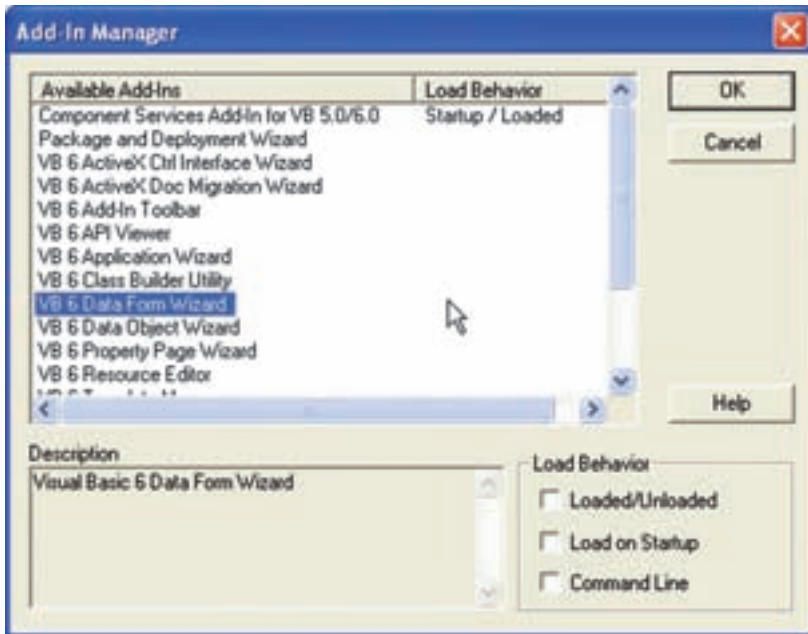 Add-In Manager
Available Add-Ins Load Behavior
Component Services Add-In for VB 5.0/6.0 Startup / Loaded
Package and Deployment Wizard
VB 6 ActiveX Ctrl Interface Wizard
VB 6 ActiveX Doc Migration Wizard
VB 6 Add-In Toolbar
VB 6 API Viewer
VB 6 Application Wizard
VB 6 Class Builder Utility
VB 6 Data Form Wizard
VB 6 Data Object Wizard
VB 6 Property Page Wizard
VB 6 Resource Editor
OK
Cancel
Help
Description
Visual Basic 6 Data Form Wizard
Load Behavior
Loaded/Unloaded
Load on Startup
Command Line